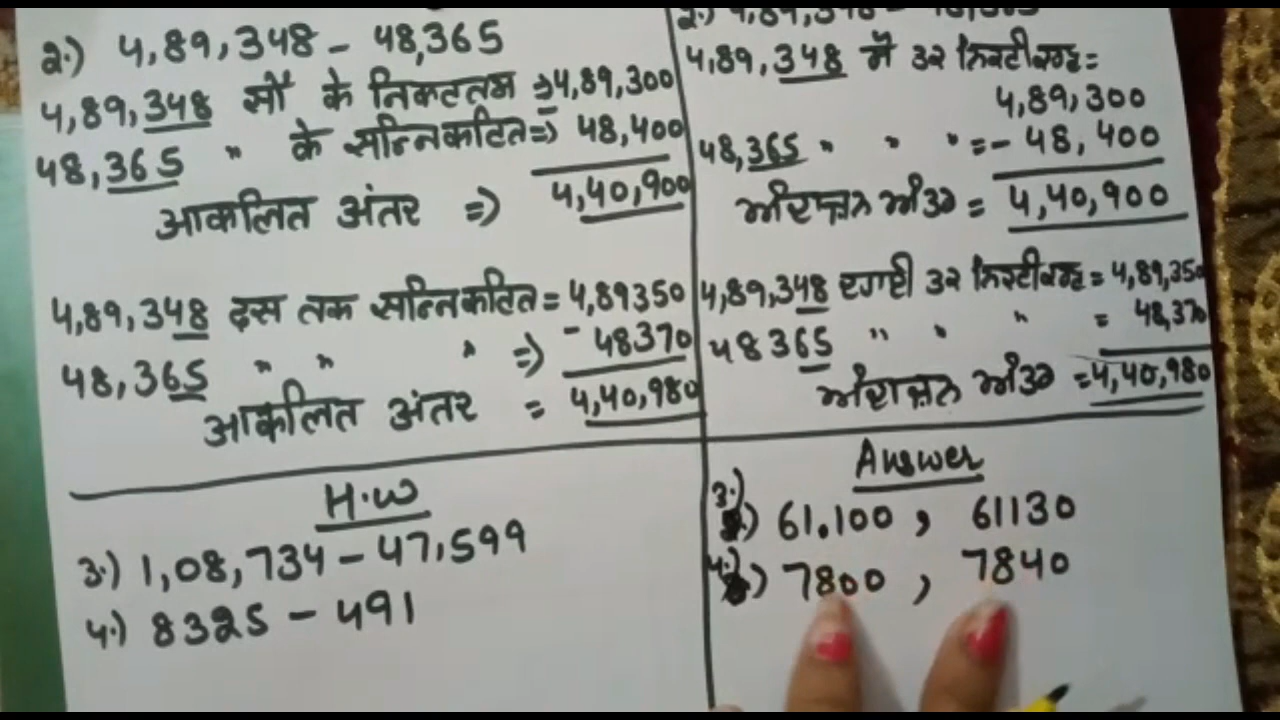 2.) 4,89,348 - 48,365
4,89,348 सौ के निकटतम => 4,89,300
48,365 " के सन्निकटित => 48,400
आकलित अंतर => 4,40,900
4,89,348 दस तक सन्निकटित = 4,89350
48,365 " " " => - 48370
आकलित अंतर = 4,40,980
H.W
3.) 1,08,734 - 47,599
4.) 8325 - 491
4,89,348 ਸੌਂ ਤੱਕ =
4,89,300
48,365 " " " = - 48,400
ਅੰਦਾਜ਼ਨ ਅੰਤਰ = 4,40,900
4,89,348 = 4,89,350
48365 " " " = 48,370
ਅੰਦਾਜ਼ਨ ਅੰਤਰ = 4,40,980
Answer
3.) 61,100 , 61130
4.) 7800 , 7840